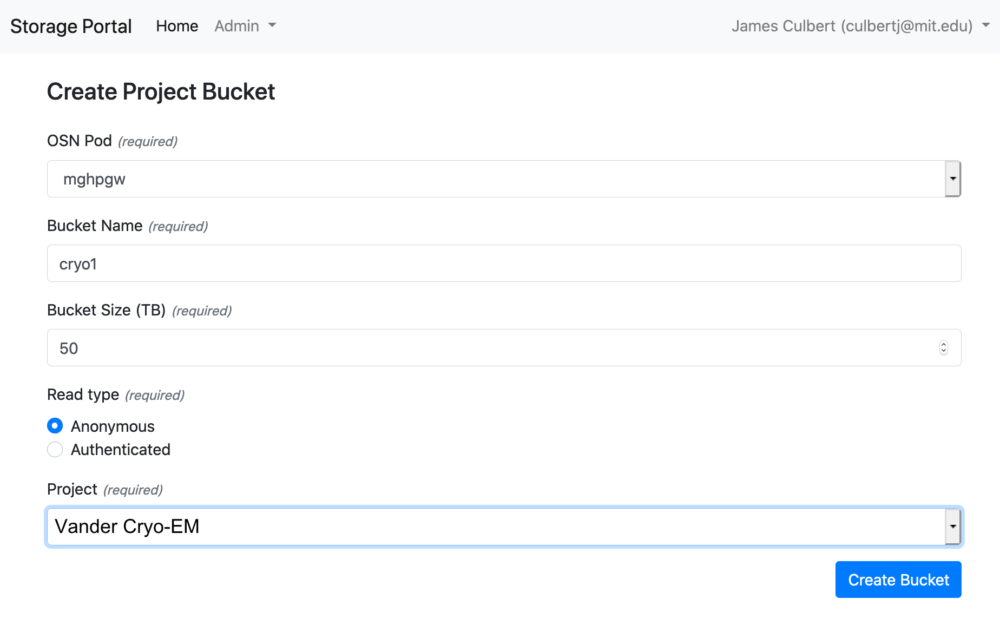 Storage Portal Home Admin James Culbert (culbertj@mit.edu)
Create Project Bucket
OSN Pod (required)
mghpgw
Bucket Name (required)
cryo1
Bucket Size (TB) (required)
50
Read type (required)
Anonymous
Authenticated
Project (required)
Vander Cryo-EM
Create Bucket